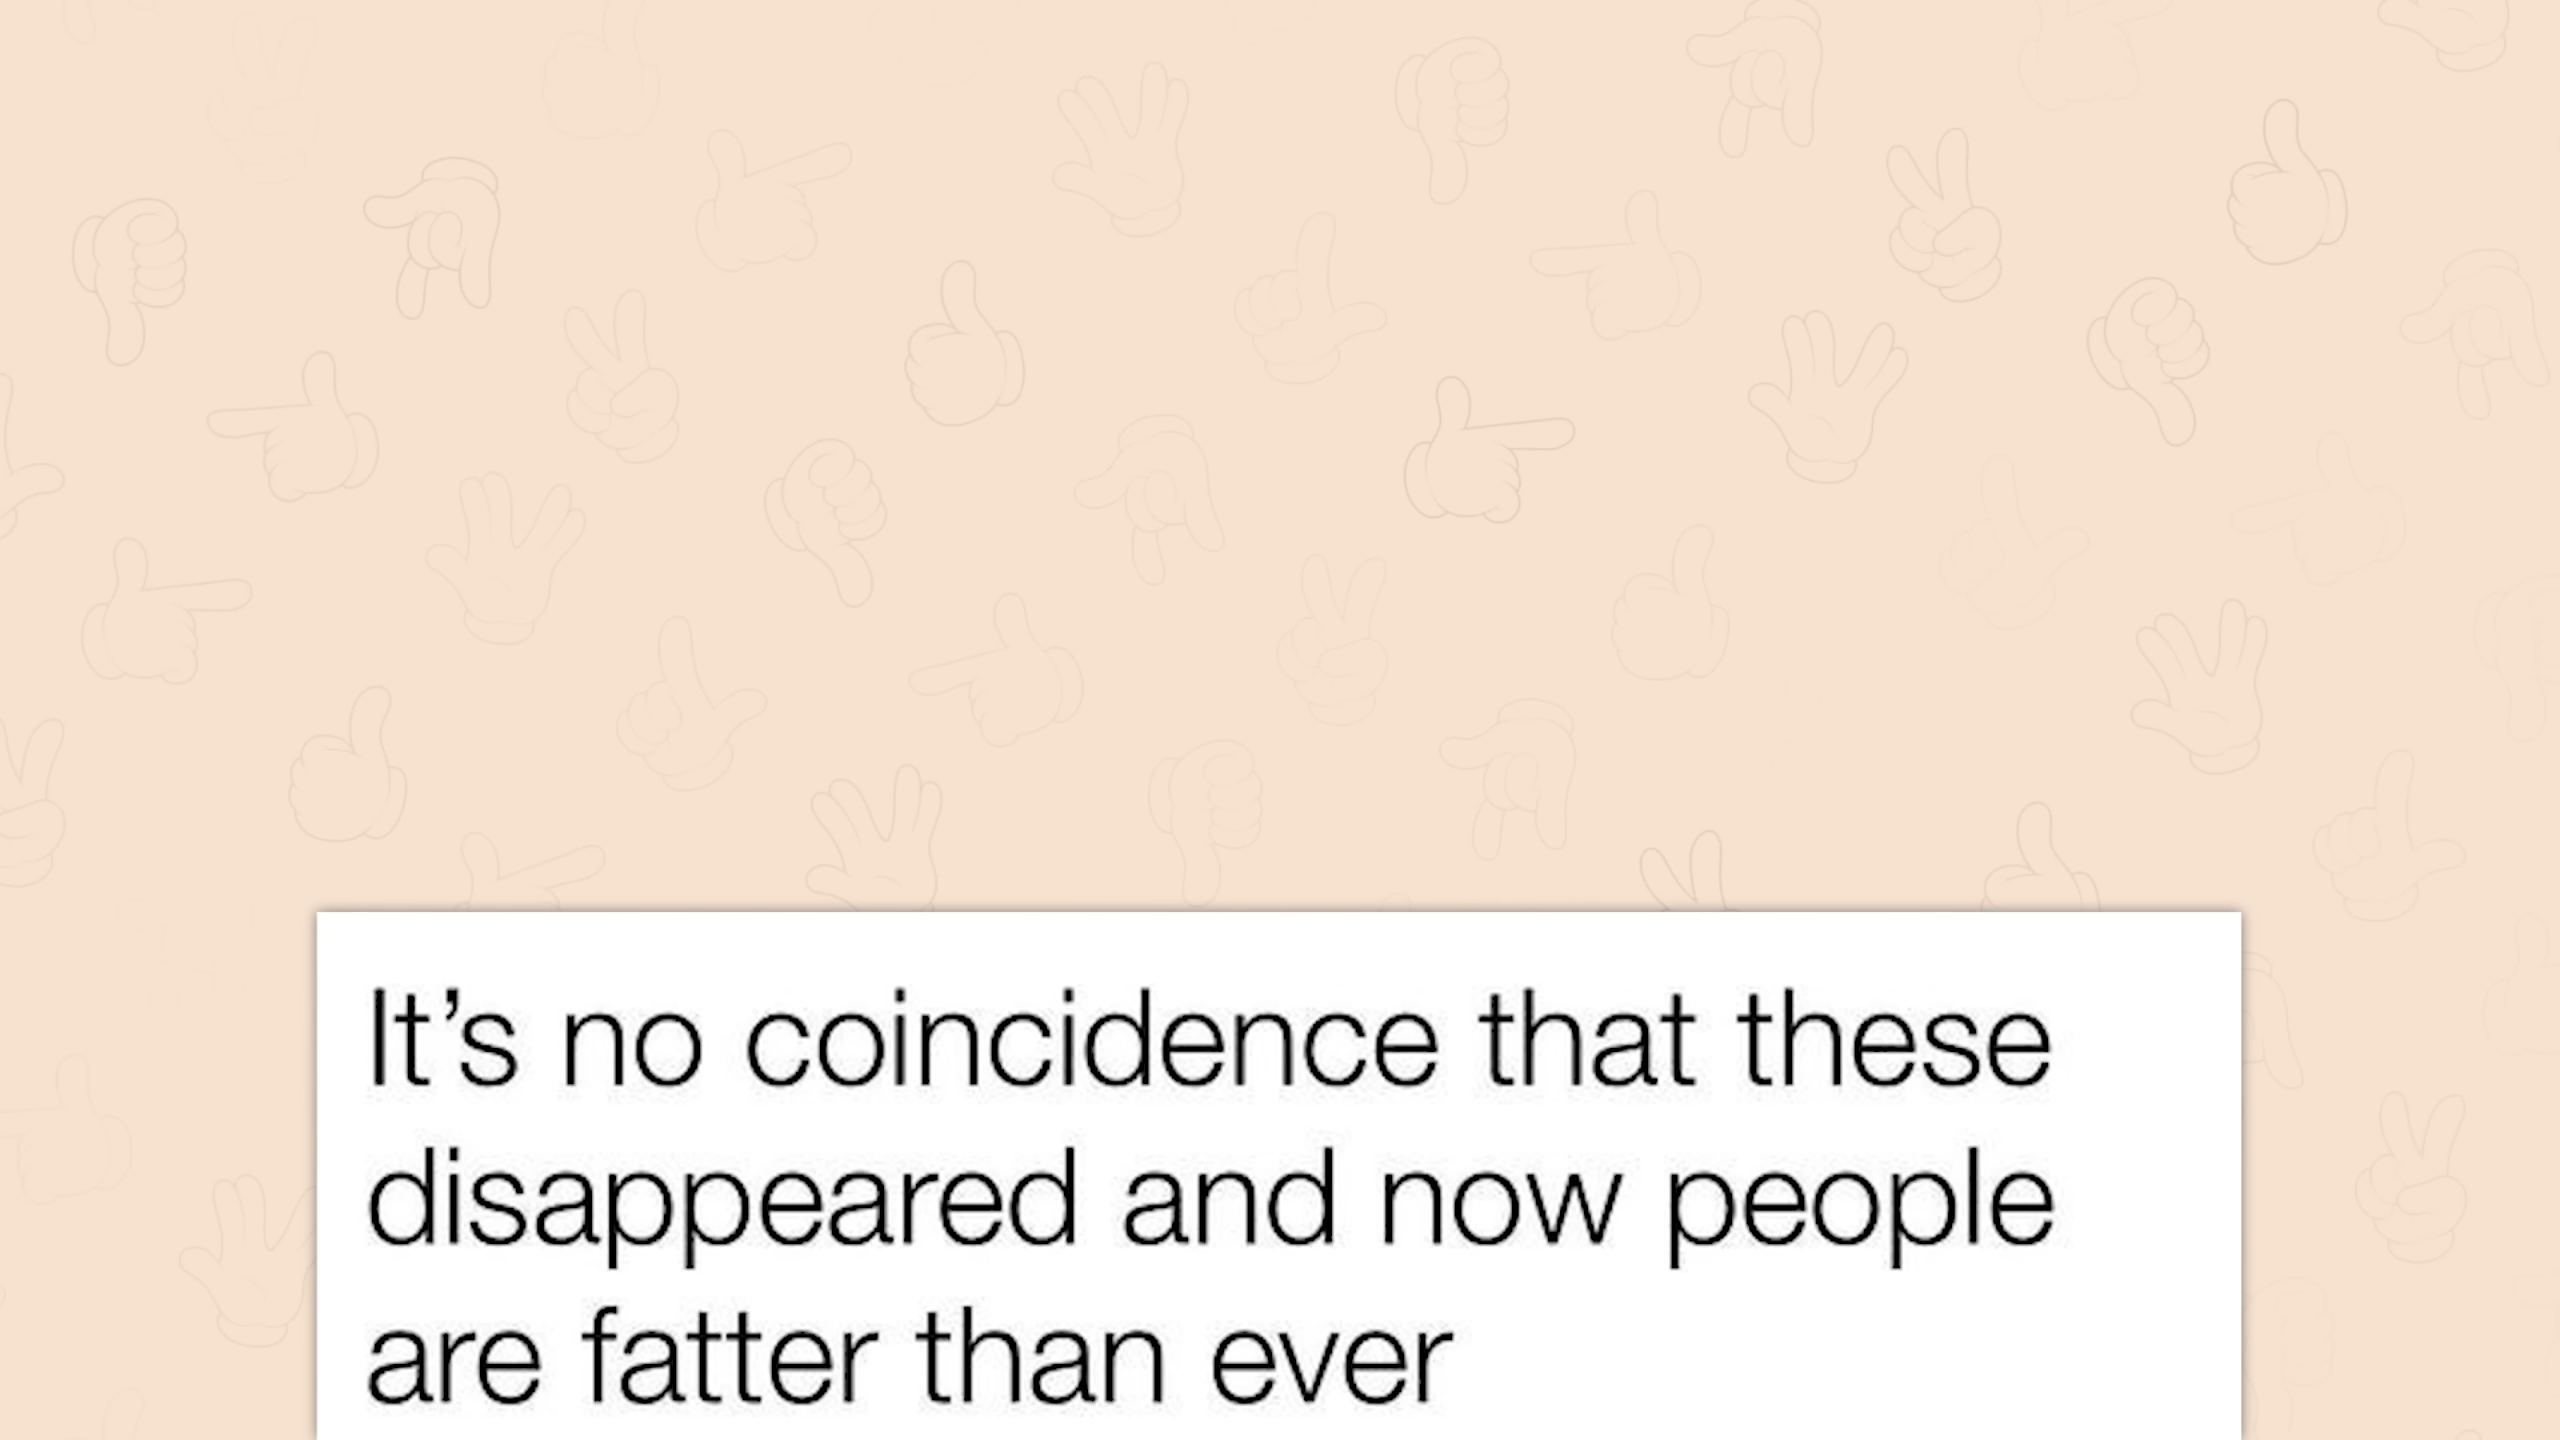 It’s no coincidence that these
disappeared and now people
are fatter than ever